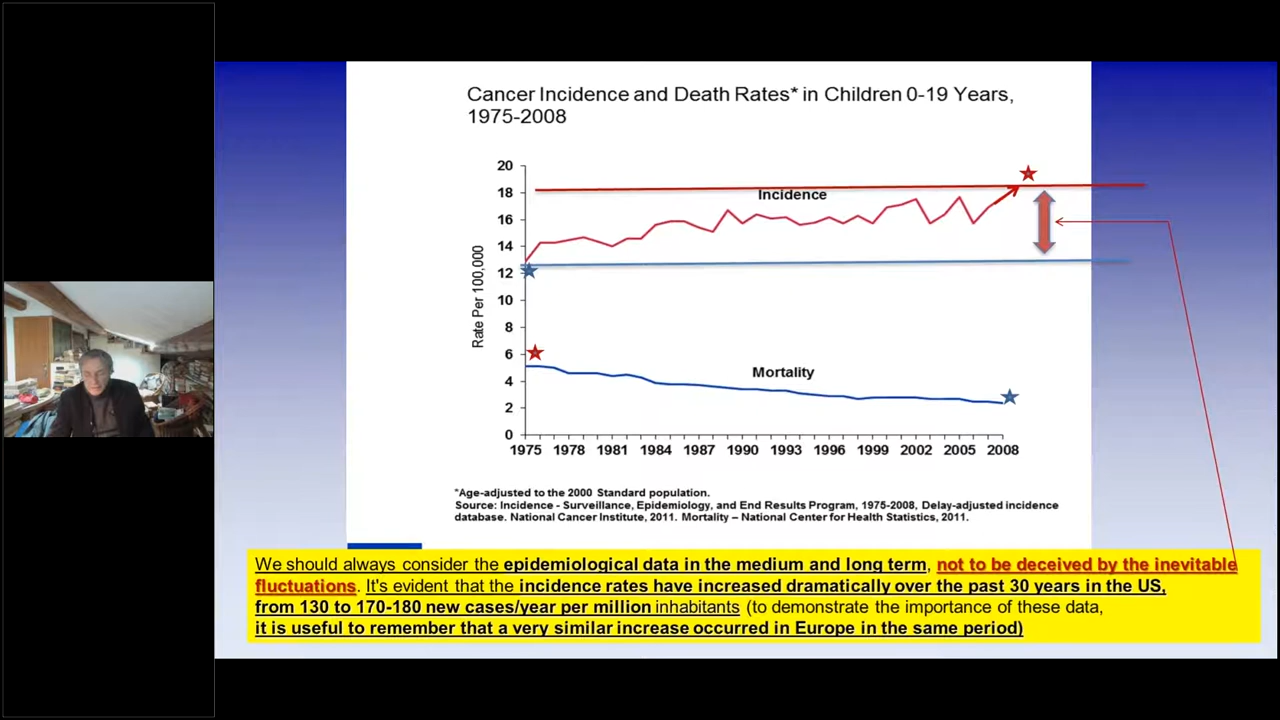 Cancer Incidence and Death Rates* in Children 0-19 Years,
1975-2008
20
18
16
14
12
10
8
6
4
2
0
Rate Per 100,000
Incidence
Mortality
1975 1978 1981 1984 1987 1990 1993 1996 1999 2002 2005 2008
*Age-adjusted to the 2000 Standard population.
Source: Incidence - Surveillance, Epidemiology, and End Results Program, 1975-2008, Delay-adjusted incidence
database. National Cancer Institute, 2011. Mortality – National Center for Health Statistics, 2011.
We should always consider the epidemiological data in the medium and long term, not to be deceived by the inevitable
fluctuations. It's evident that the incidence rates have increased dramatically over the past 30 years in the US,
from 130 to 170-180 new cases/year per million inhabitants (to demonstrate the importance of these data,
it is useful to remember that a very similar increase occurred in Europe in the same period)